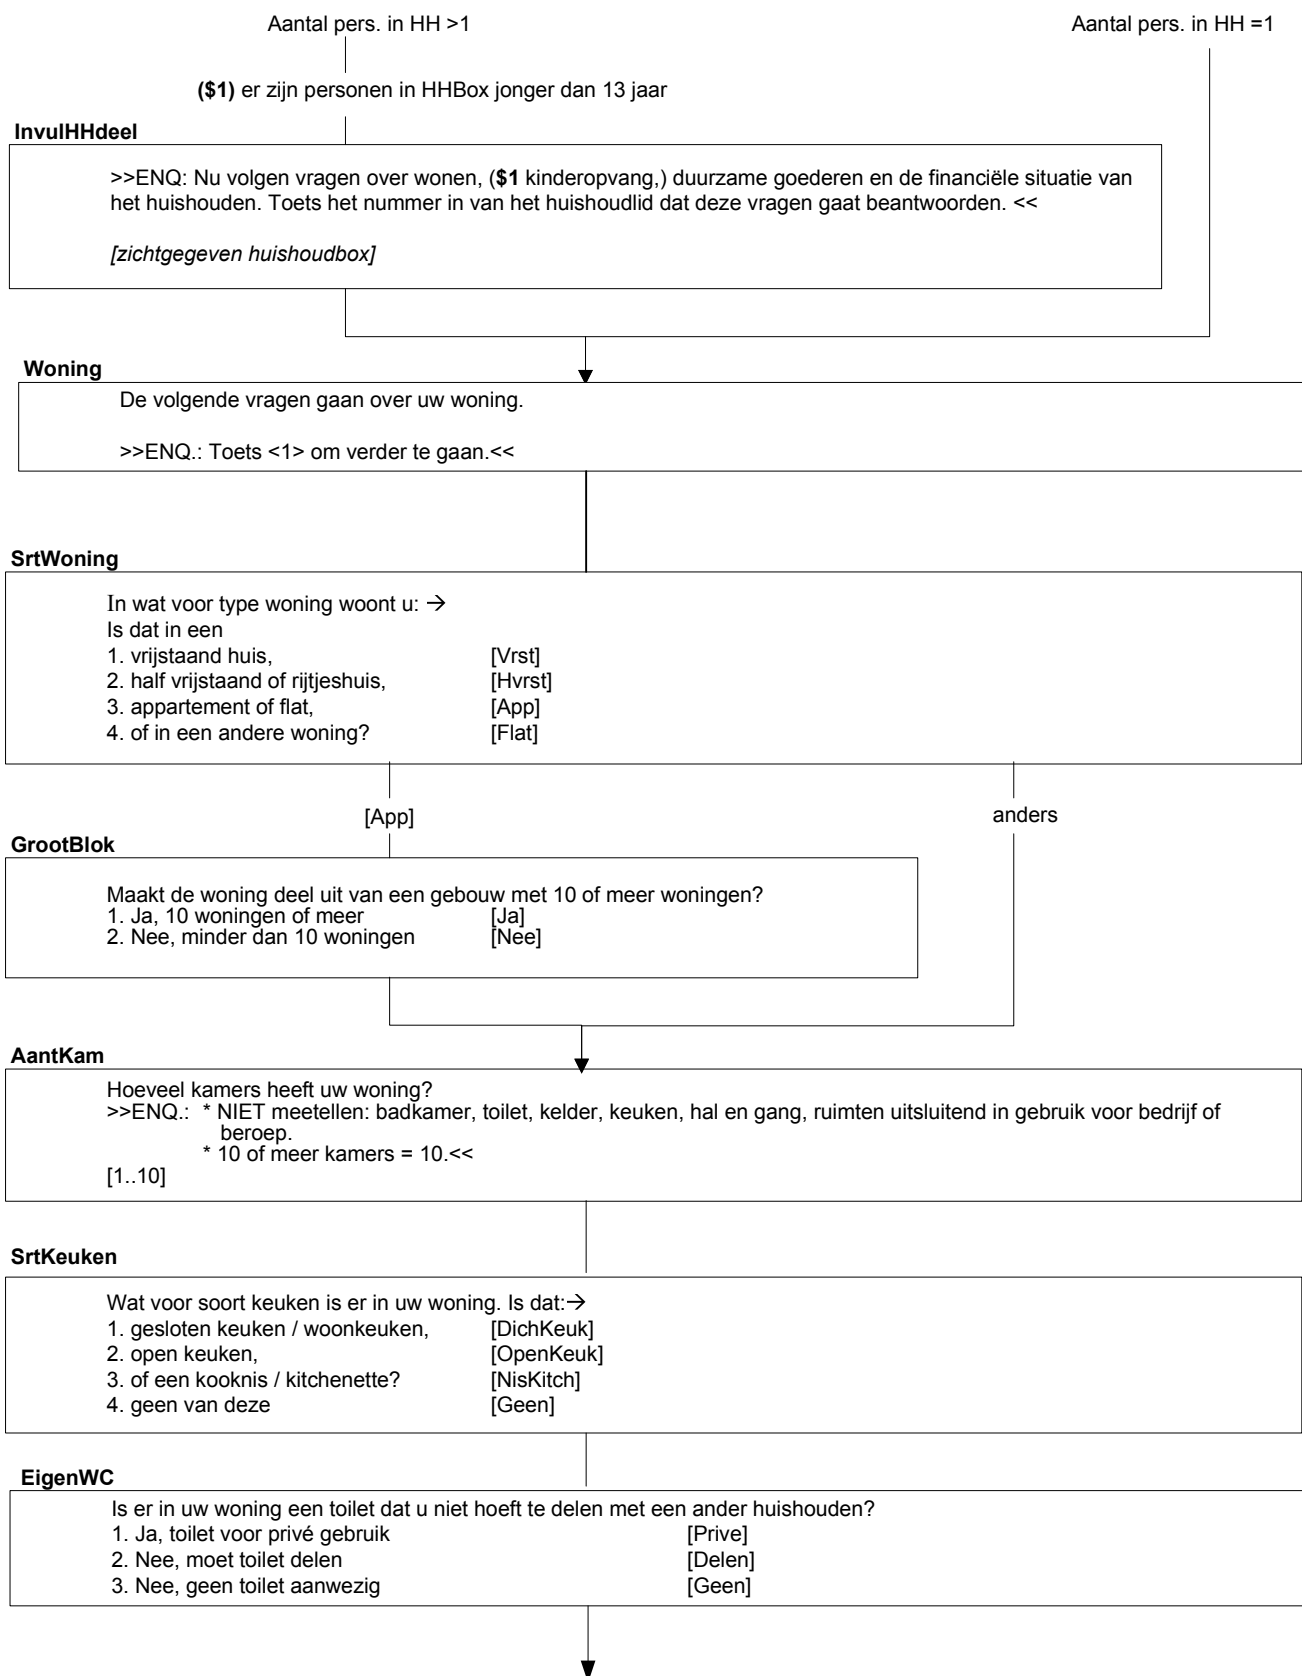 Aantal pers. in HH >1 Aantal pers. in HH =1
($1) er zijn personen in HHBox jonger dan 13 jaar
InvulHHdeel
>>ENQ: Nu volgen vragen over wonen, ($1 kinderopvang,) duurzame goederen en de financiële situatie van
het huishouden. Toets het nummer in van het huishoudlid dat deze vragen gaat beantwoorden. <<
[zichtgegeven huishoudbox]
Woning
De volgende vragen gaan over uw woning.
>>ENQ.: Toets <1> om verder te gaan.<<
SrtWoning
In wat voor type woning woont u: →
Is dat in een
1. vrijstaand huis, [Vrst]
2. half vrijstaand of rijtjeshuis, [Hvrst]
3. appartement of flat, [App]
4. of in een andere woning? [Flat]
[App] anders
GrootBlok
Maakt de woning deel uit van een gebouw met 10 of meer woningen?
1. Ja, 10 woningen of meer [Ja]
2. Nee, minder dan 10 woningen [Nee]
AantKam
Hoeveel kamers heeft uw woning?
>>ENQ.: * NIET meetellen: badkamer, toilet, kelder, keuken, hal en gang, ruimten uitsluitend in gebruik voor bedrijf of
beroep.
* 10 of meer kamers = 10.<<
[1..10]
SrtKeuken
Wat voor soort keuken is er in uw woning. Is dat:→
1. gesloten keuken / woonkeuken, [DichKeuk]
2. open keuken, [OpenKeuk]
3. of een kooknis / kitchenette? [NisKitch]
4. geen van deze [Geen]
EigenWC
Is er in uw woning een toilet dat u niet hoeft te delen met een ander huishouden?
1. Ja, toilet voor privé gebruik [Prive]
2. Nee, moet toilet delen [Delen]
3. Nee, geen toilet aanwezig [Geen]